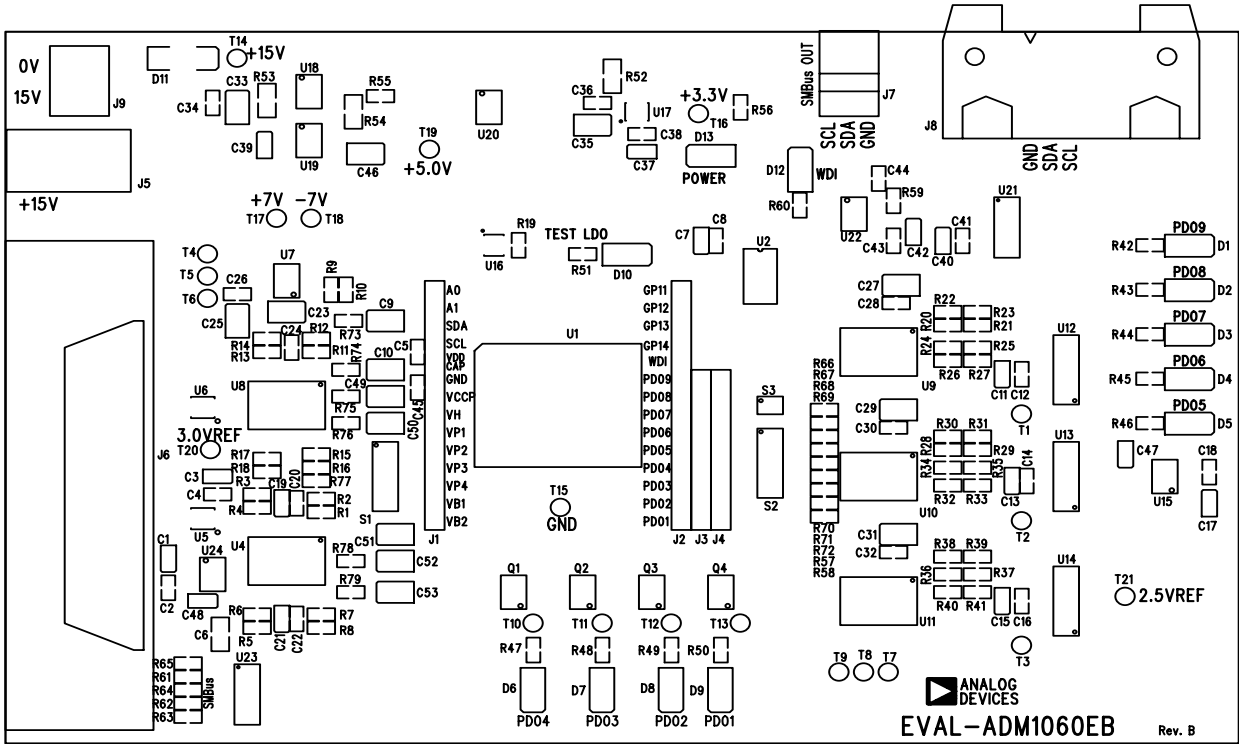 0V
15V
J9
D11
T14
+15V
C34
C33
R53
C39
U18
U19
R55
R54
C46
T19
+5.0V
U20
C36
R52
C35
U17
C38
C37
+3.3V
T16
R56
D13
POWER
SMBus OUT
J7
SCL
SDA
GND
J8
GND
SDA
SCL
J5
+15V
D12
WDI
R60
C44
R59
U22
C43
C42
C40
C41
U21
+7V
-7V
T17
T18
T4
T5
T6
C26
C25
U7
C23
R9
R10
R19
U16
TEST LDO
R51
D10
C7
C8
U2
C27
C28
R42
PD09
D1
R43
PD08
D2
R44
PD07
D3
R45
PD06
D4
R46
PD05
D5
R14
R13
C24
R12
R11
R73
R74
C9
C10
C5
C49
C45
C50
R75
R76
U8
U6
3.0VREF
T20
J6
A0
A1
SDA
SCL
VDD
CAP
GND
VCCP
VH
VP1
VP2
VP3
VP4
VB1
VB2
J1
U1
GP11
GP12
GP13
GP14
WDI
PD09
PD08
PD07
PD06
PD05
PD04
PD03
PD02
PD01
J2
J3
J4
S3
S2
R66
R67
R68
R69
R70
R71
R72
R57
R58
R22
R20
R24
R26
R23
R21
R25
R27
U9
C11
C12
T1
U12
C29
C30
R30
R28
R34
R32
R31
R29
R35
R33
U10
C13
C14
T2
U13
C47
U15
C18
C17
C3
C4
R17
R18
R3
R4
C19
C20
R15
R16
R77
R2
R1
S1
U5
U4
C1
C2
U24
C48
C6
R78
R79
C51
C52
C53
T15
GND
C31
C32
R38
R36
R40
R39
R37
R41
U11
C15
C16
T3
U14
T21
2.5VREF
R6
R5
C21
C22
R7
R8
U23
R65
R61
R64
R62
R63
SMBus
Q1
T10
R47
D6
PD04
Q2
T11
R48
D7
PD03
Q3
T12
R49
D8
PD02
Q4
T13
R50
D9
PD01
T9
T8
T7
ANALOG
DEVICES
EVAL-ADM1060EB
Rev. B